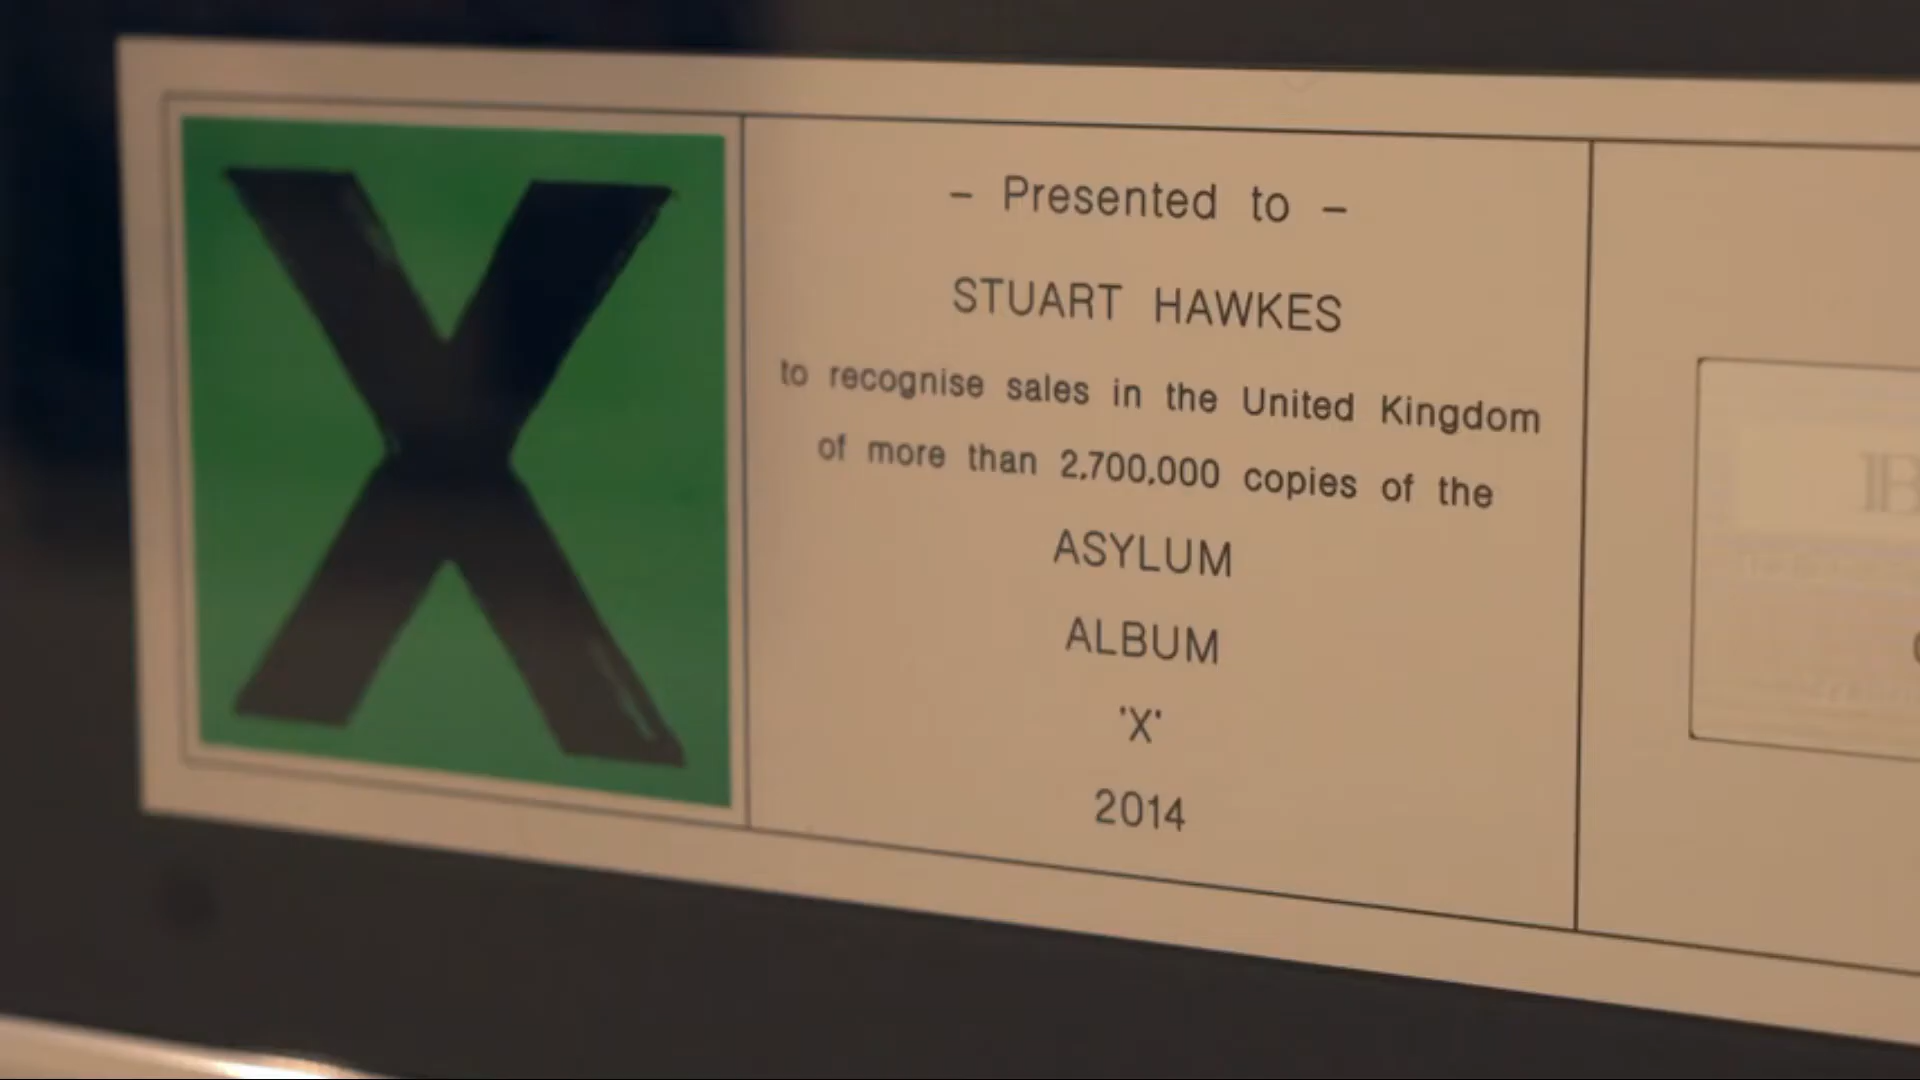 X
– Presented to –
STUART HAWKES
to recognise sales in the United Kingdom
of more than 2,700,000 copies of the
ASYLUM
ALBUM
'X'
2014